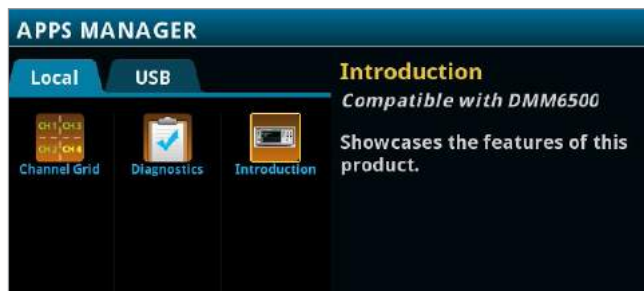 APPS MANAGER
Local
USB
CH1 CH3
CH2 CH4
Channel Grid
Diagnostics
Introduction
Introduction
Compatible with DMM6500
Showcases the features of this
product.